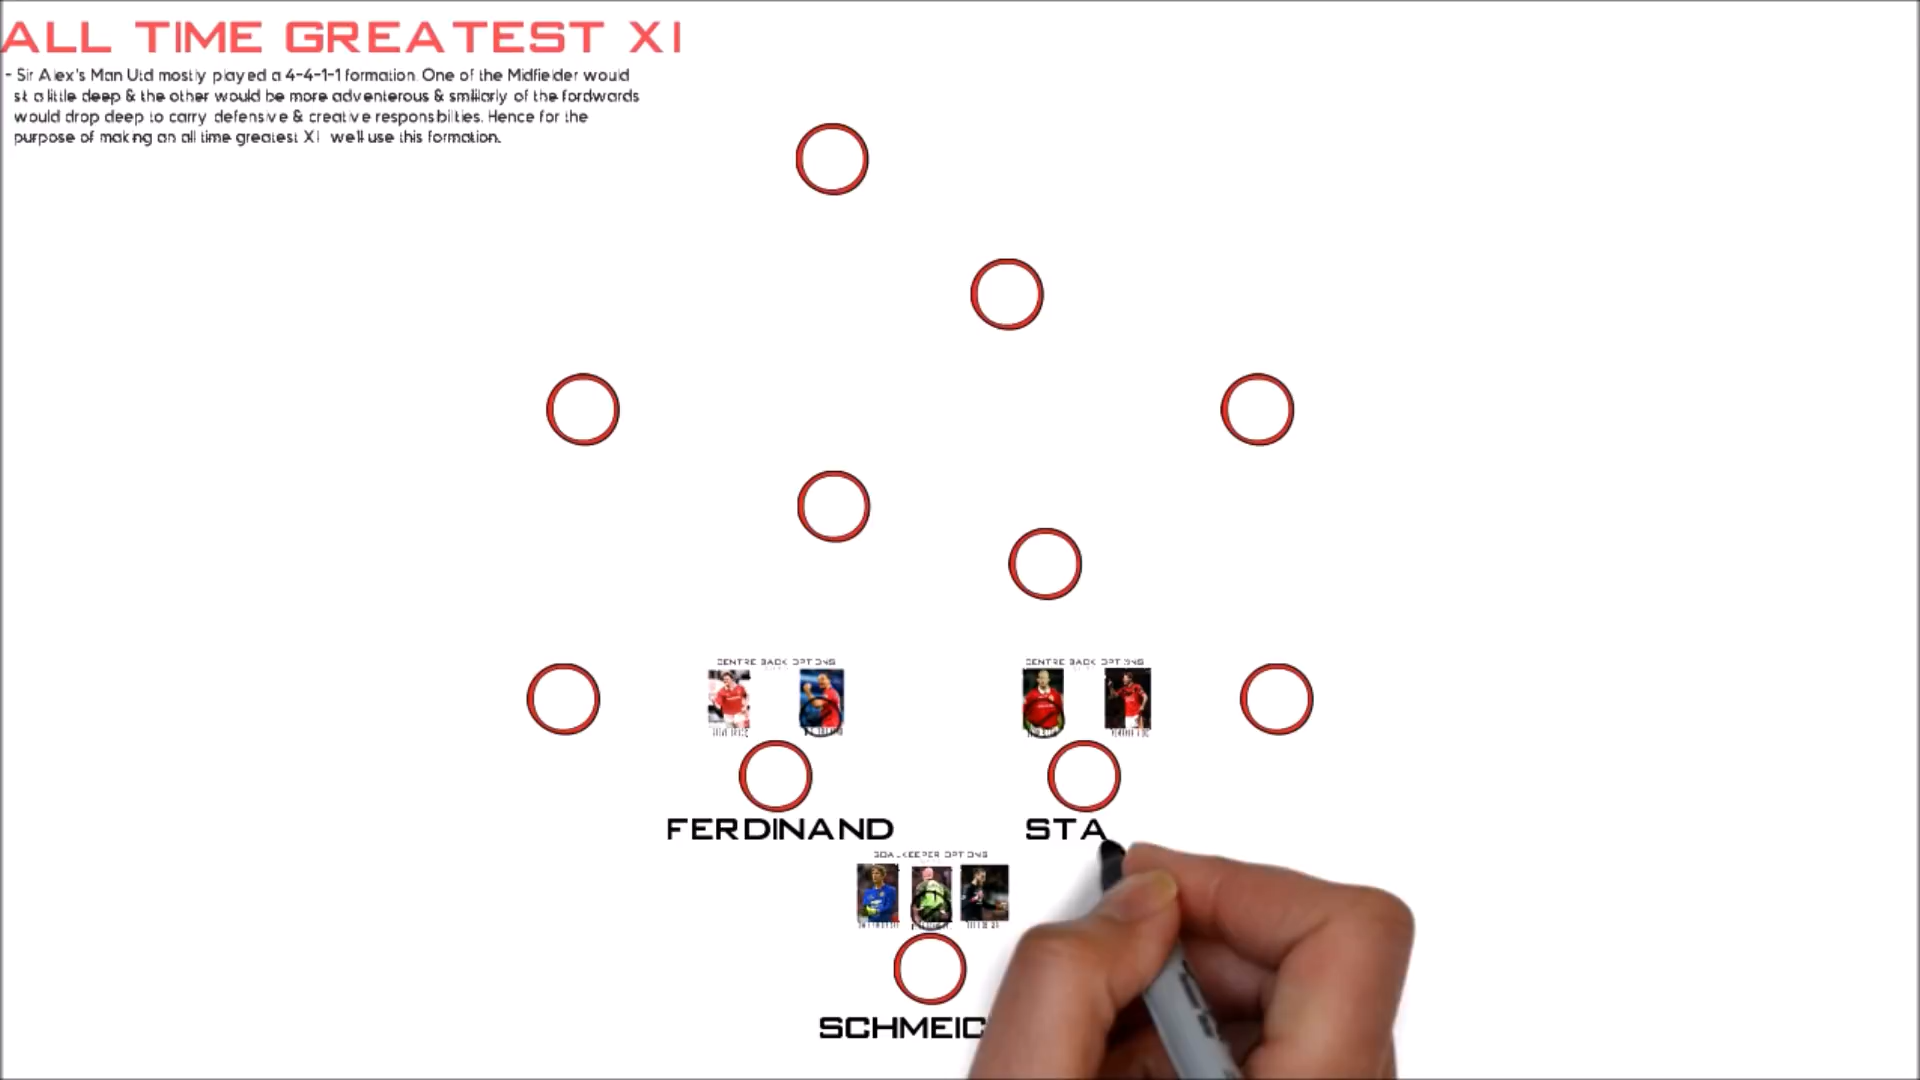 ALL TIME GREATEST XI
- Sir Alex's Man Utd mostly played a 4-4-1-1 formation. One of the Midfielder would
sit a little deep & the other would be more adventerous & smiliarly of the fordwards
would drop deep to carry defensive & creative responsbilties. Hence for the
purpose of making an all time greatest XI we'll use this formation.
CENTRE BACK OPTIONS CENTRE BACK OPTIONS
FERDINAND STA
GOALKEEPER OPTIONS
SCHMEIC